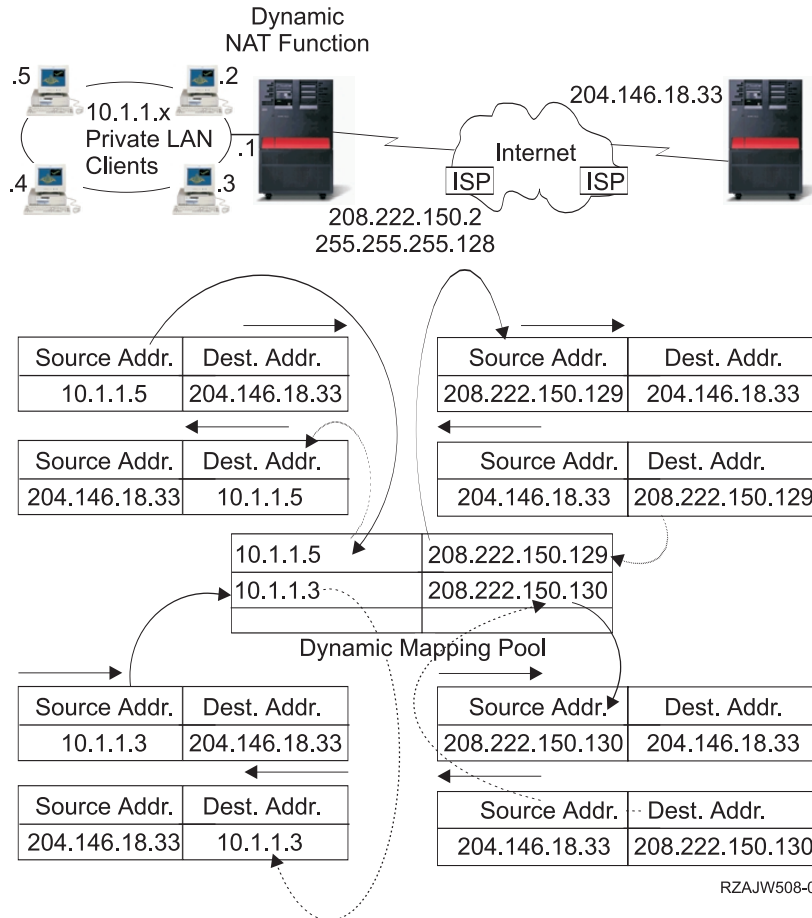 Dynamic
NAT Function
.5
.2
10.1.1.x
Private LAN
Clients
.1
.4
.3
204.146.18.33
Internet
ISP
ISP
208.222.150.2
255.255.255.128
Source Addr. Dest. Addr.
10.1.1.5 204.146.18.33
Source Addr. Dest. Addr.
208.222.150.129 204.146.18.33
Source Addr. Dest. Addr.
204.146.18.33 10.1.1.5
Source Addr. Dest. Addr.
204.146.18.33 208.222.150.129
10.1.1.5 208.222.150.129
10.1.1.3 208.222.150.130
Dynamic Mapping Pool
Source Addr. Dest. Addr.
10.1.1.3 204.146.18.33
Source Addr. Dest. Addr.
208.222.150.130 204.146.18.33
Source Addr. Dest. Addr.
204.146.18.33 10.1.1.3
Source Addr. Dest. Addr.
204.146.18.33 208.222.150.130
RZAJW508-0